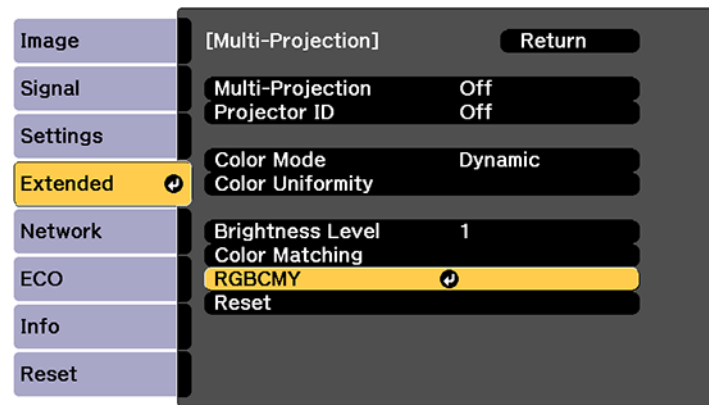 Image
Signal
Settings
Extended
Network
ECO
Info
Reset
[Multi-Projection] Return
Multi-Projection Off
Projector ID Off
Color Mode Dynamic
Color Uniformity
Brightness Level 1
Color Matching
RGBCMY
Reset